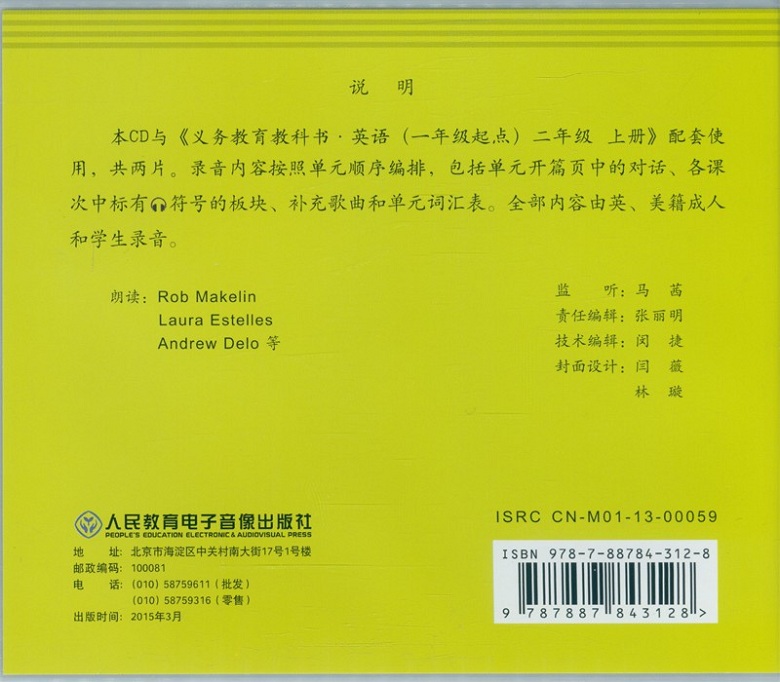 说 明
本CD与《义务教育教科书·英语（一年级起点）二年级 上册》配套使
用，共两片。录音内容按照单元顺序编排，包括单元开篇页中的对话、各课
次中标有🎧符号的板块、补充歌曲和单元词汇表。全部内容由英、美籍成人
和学生录音。
朗读：Rob Makelin
Laura Estelles
Andrew Delo 等
监 听：马 茜
责任编辑：张丽明
技术编辑：闵 捷
封面设计：闫 薇
林 璇
人民教育电子音像出版社
PEOPLE'S EDUCATION ELECTRONIC & AUDIOVISUAL PRESS
地 址：北京市海淀区中关村南大街17号1号楼
邮政编码：100081
电 话：(010) 58759611（批发）
(010) 58759316（零售）
出版时间：2015年3月
ISRC CN-M01-13-00059
ISBN 978-7-88784-312-8
9 787887 843128 >